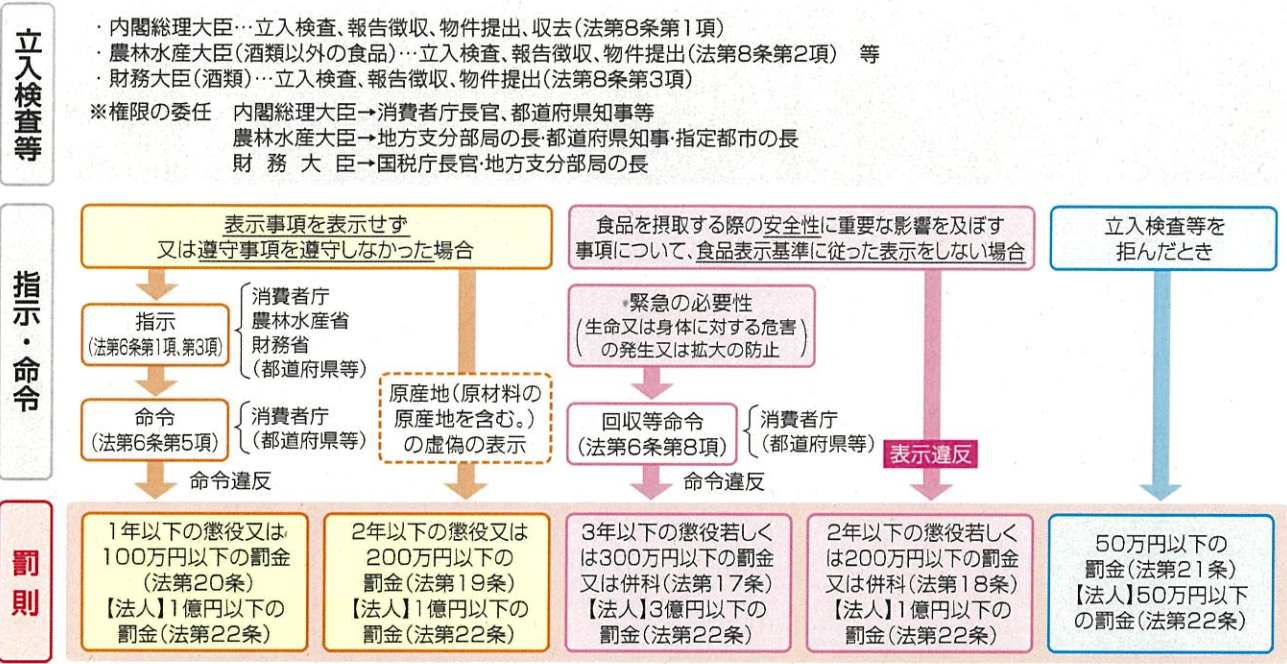 立入検査等
・内閣総理大臣…立入検査、報告徴収、物件提出、収去(法第8条第1項)
・農林水産大臣(酒類以外の食品)…立入検査、報告徴収、物件提出(法第8条第2項) 等
・財務大臣(酒類)…立入検査、報告徴収、物件提出(法第8条第3項)
※権限の委任 内閣総理大臣→消費者庁長官、都道府県知事等
農林水産大臣→地方支分部局の長・都道府県知事・指定都市の長
財務大臣→国税庁長官・地方支分部局の長
指示・命令
表示事項を表示せず
又は遵守事項を遵守しなかった場合
指示
(法第6条第1項、第3項)
消費者庁
農林水産省
財務省
(都道府県等)
命令
(法第6条第5項)
消費者庁
(都道府県等)
命令違反
原産地(原材料の
原産地を含む。)
の虚偽の表示
食品を摂取する際の安全性に重要な影響を及ぼす
事項について、食品表示基準に従った表示をしない場合
緊急の必要性
(生命又は身体に対する危害
の発生又は拡大の防止)
回収等命令
(法第6条第8項)
消費者庁
(都道府県等)
命令違反
表示違反
立入検査等を
拒んだとき
罰則
1年以下の懲役又は
100万円以下の罰金
(法第20条)
【法人】1億円以下の
罰金(法第22条)
2年以下の懲役又は
200万円以下の
罰金(法第19条)
【法人】1億円以下の
罰金(法第22条)
3年以下の懲役若しく
は300万円以下の罰金
又は併科(法第17条)
【法人】3億円以下の
罰金(法第22条)
2年以下の懲役若しく
は200万円以下の罰金
又は併科(法第18条)
【法人】1億円以下の
罰金(法第22条)
50万円以下の
罰金(法第21条)
【法人】50万円以下
の罰金(法第22条)